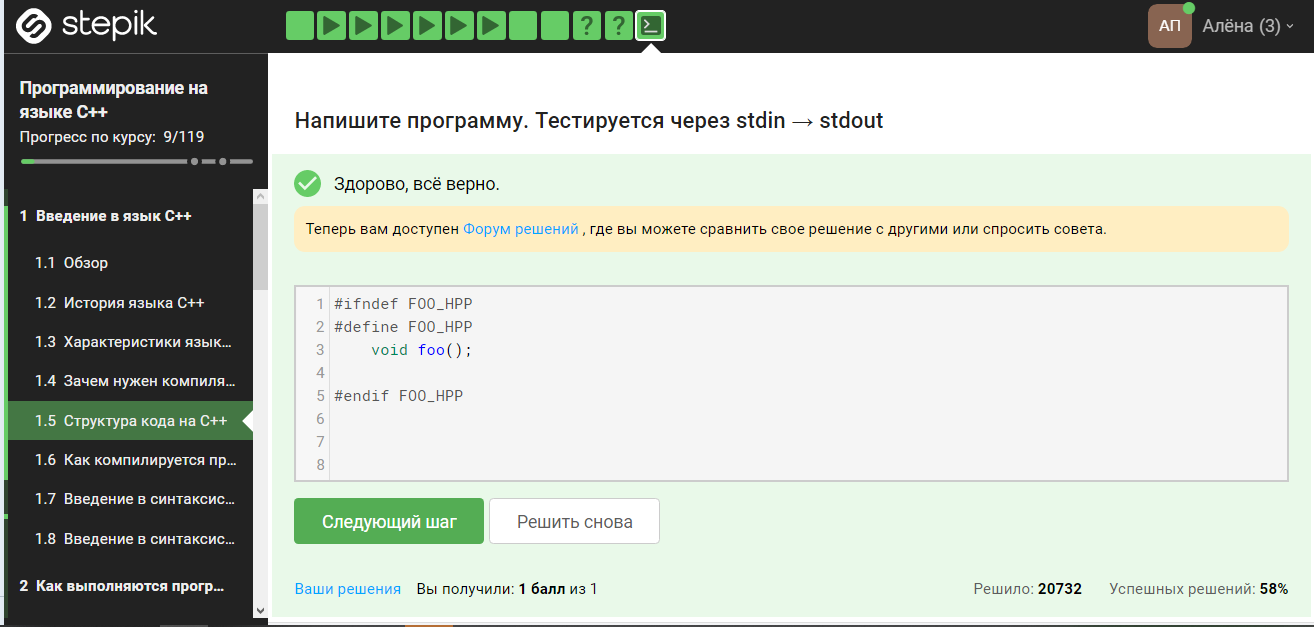 stepik
? ?
АП Алёна (3)
Программирование на
языке C++
Прогресс по курсу: 9/119
1 Введение в язык C++
1.1 Обзор
1.2 История языка C++
1.3 Характеристики язык...
1.4 Зачем нужен компиля...
1.5 Структура кода на C++
1.6 Как компилируется пр...
1.7 Введение в синтаксис...
1.8 Введение в синтаксис...
2 Как выполняются прогр...
Напишите программу. Тестируется через stdin → stdout
Здорово, всё верно.
Теперь вам доступен Форум решений , где вы можете сравнить свое решение с другими или спросить совета.
1 #ifndef FOO_HPP
2 #define FOO_HPP
3 void foo();
4
5 #endif FOO_HPP
6
7
8
Следующий шаг Решить снова
Ваши решения Вы получили: 1 балл из 1 Решило: 20732 Успешных решений: 58%